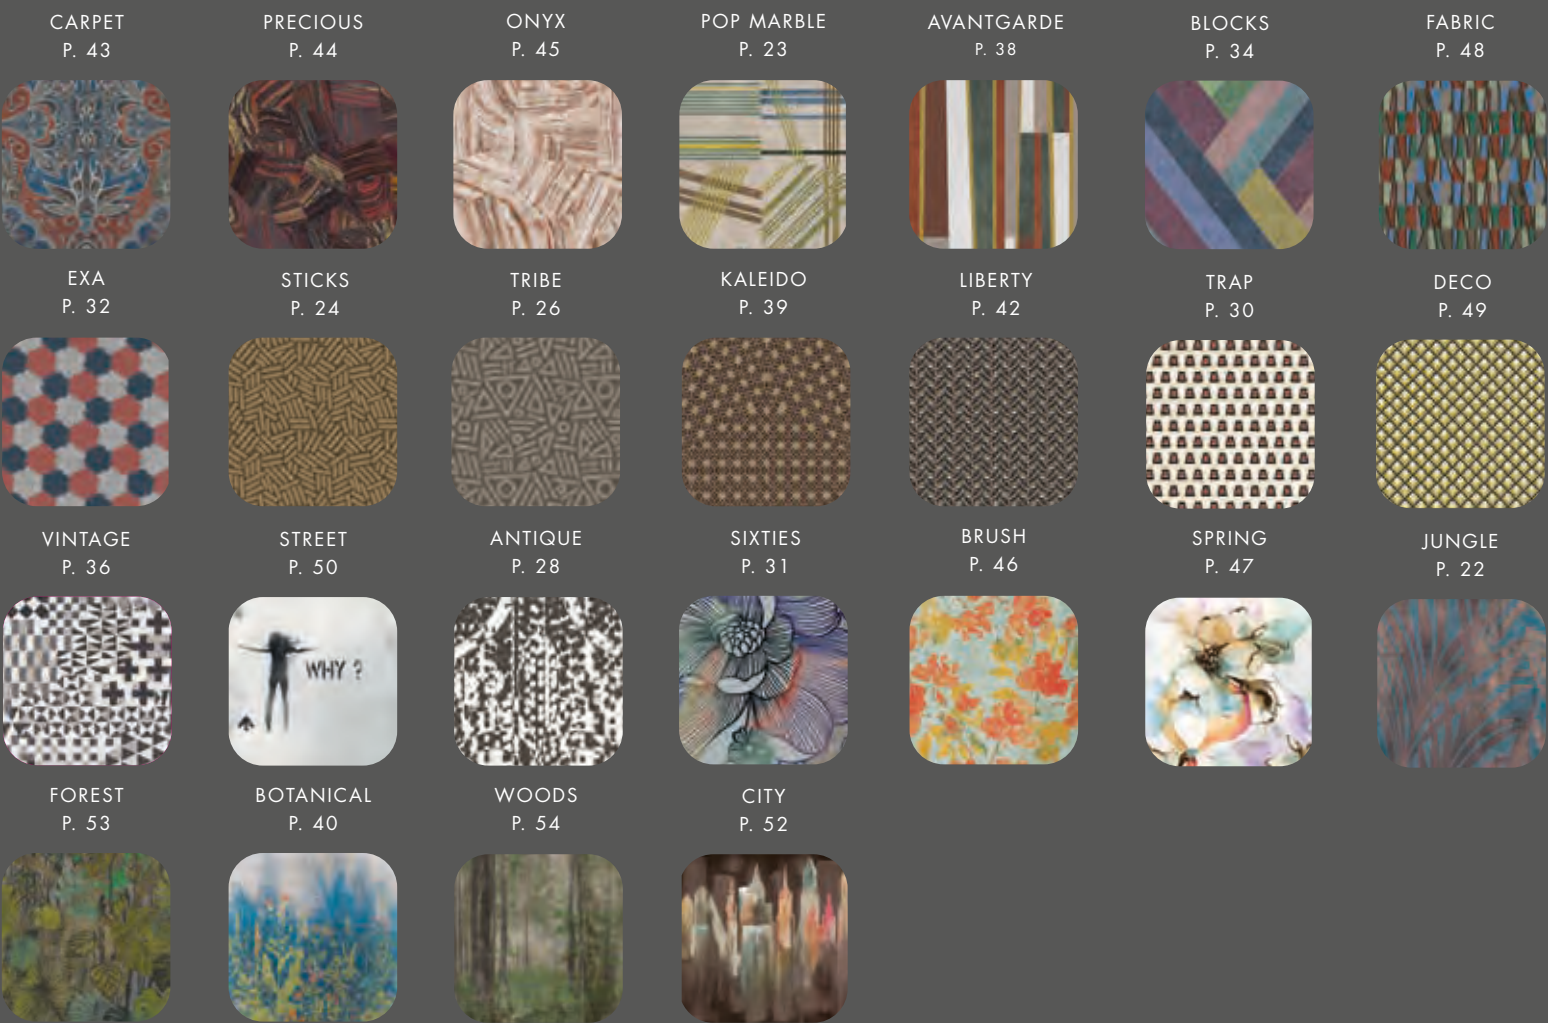 CARPET
P. 43
PRECIOUS
P. 44
ONYX
P. 45
POP MARBLE
P. 23
AVANTGARDE
P. 38
BLOCKS
P. 34
FABRIC
P. 48
EXA
P. 32
STICKS
P. 24
TRIBE
P. 26
KALEIDO
P. 39
LIBERTY
P. 42
TRAP
P. 30
DECO
P. 49
VINTAGE
P. 36
STREET
P. 50
ANTIQUE
P. 28
SIXTIES
P. 31
BRUSH
P. 46
SPRING
P. 47
JUNGLE
P. 22
WHY ?
FOREST
P. 53
BOTANICAL
P. 40
WOODS
P. 54
CITY
P. 52